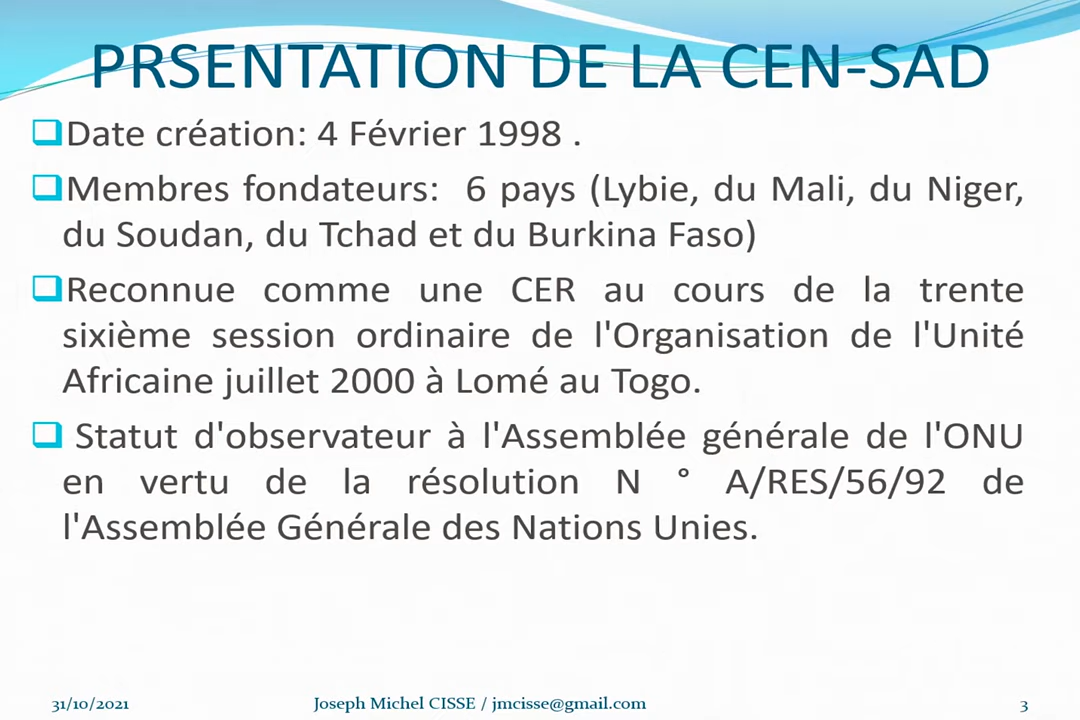 PRSENTATION DE LA CEN-SAD
❑Date création: 4 Février 1998 .
❑Membres fondateurs: 6 pays (Lybie, du Mali, du Niger,
du Soudan, du Tchad et du Burkina Faso)
❑Reconnue comme une CER au cours de la trente
sixième session ordinaire de l'Organisation de l'Unité
Africaine juillet 2000 à Lomé au Togo.
❑ Statut d'observateur à l'Assemblée générale de l'ONU
en vertu de la résolution N ° A/RES/56/92 de
l'Assemblée Générale des Nations Unies.
31/10/2021 Joseph Michel CISSE / jmcisse@gmail.com 3